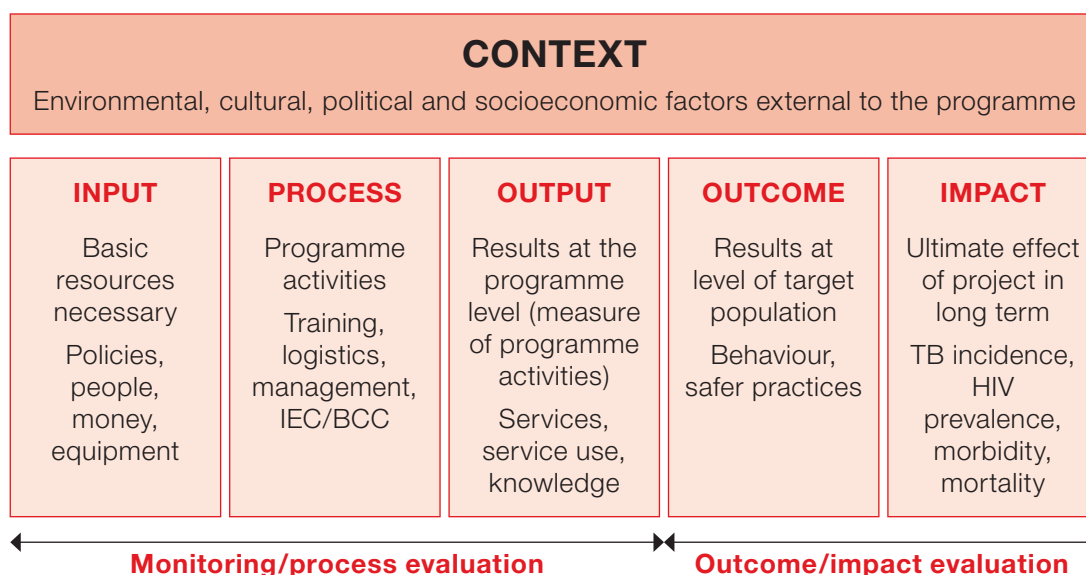 CONTEXT
Environmental, cultural, political and socioeconomic factors external to the programme
INPUT
Basic
resources
necessary
Policies,
people,
money,
equipment
PROCESS
Programme
activities
Training,
logistics,
management,
IEC/BCC
OUTPUT
Results at the
programme
level (measure
of programme
activities)
Services,
service use,
knowledge
OUTCOME
Results at
level of target
population
Behaviour,
safer practices
IMPACT
Ultimate effect
of project in
long term
TB incidence,
HIV
prevalence,
morbidity,
mortality
Monitoring/process evaluation
Outcome/impact evaluation